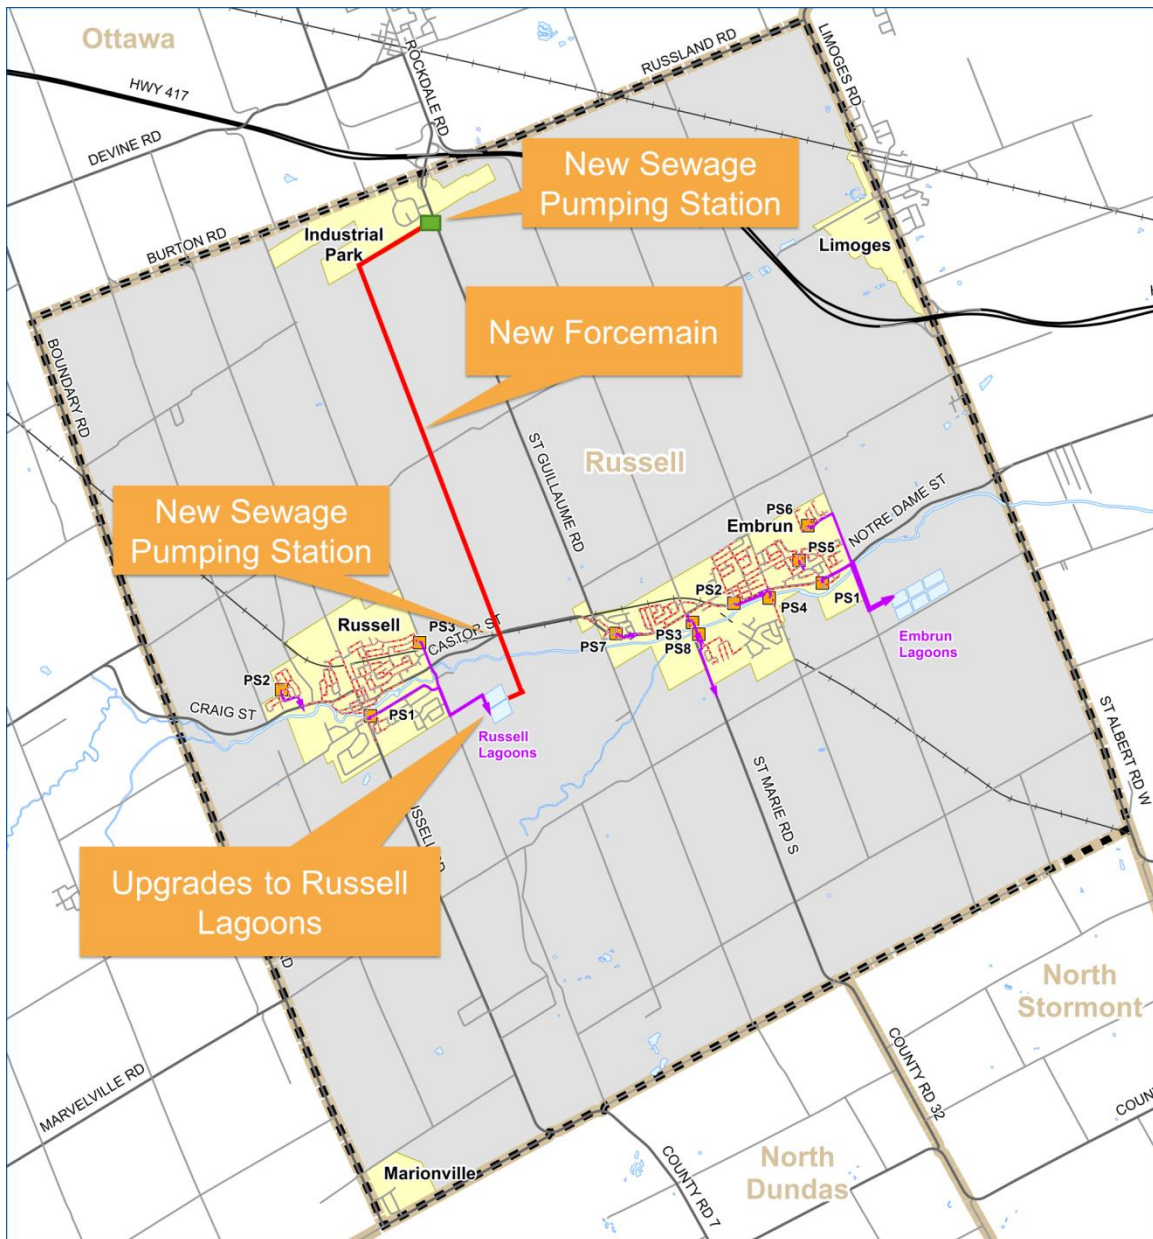 Ottawa
HWY 417
DEVINE RD
ROCKDALE RD
RUSSLAND RD
LIMOGES RD
New Sewage
Pumping Station
BURTON RD
Industrial
Park
Limoges
New Forcemain
BOUNDARY RD
ST GUILLAUME RD
Russell
New Sewage
Pumping Station
PS6
Embrun
NOTRE DAME ST
PS5
PS2
PS1
PS4
PS7
PS3
PS8
Embrun
Lagoons
Russell
PS3
CASTOR ST
PS2
CRAIG ST
PS1
Russell
Lagoons
ST MARIE RD S
ST ALBERT RD W
Upgrades to Russell
Lagoons
RD
North
Stormont
MARVELVILLE RD
COUNTY RD 32
Marionville
COUNTY RD 7
North
Dundas